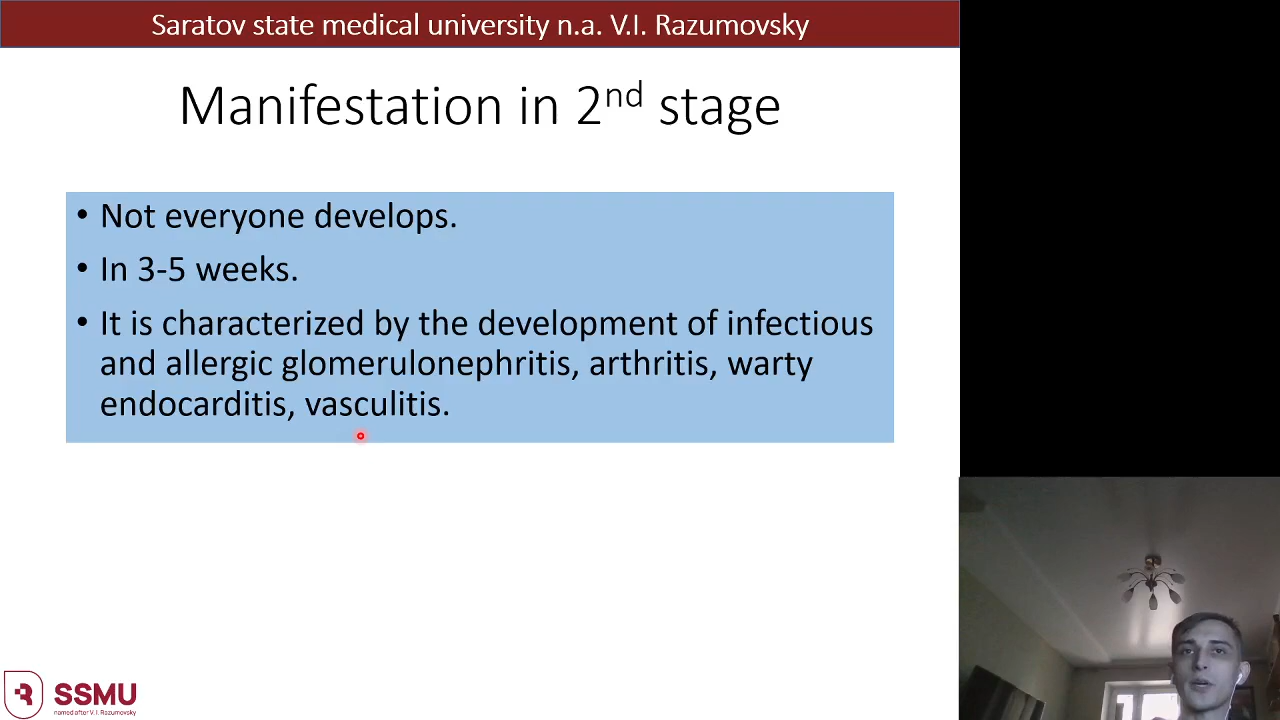 Saratov state medical university n.a. V.I. Razumovsky
Manifestation in 2nd stage
• Not everyone develops.
• In 3-5 weeks.
• It is characterized by the development of infectious
and allergic glomerulonephritis, arthritis, warty
endocarditis, vasculitis.
SSMU
named after V. I. Razumovsky